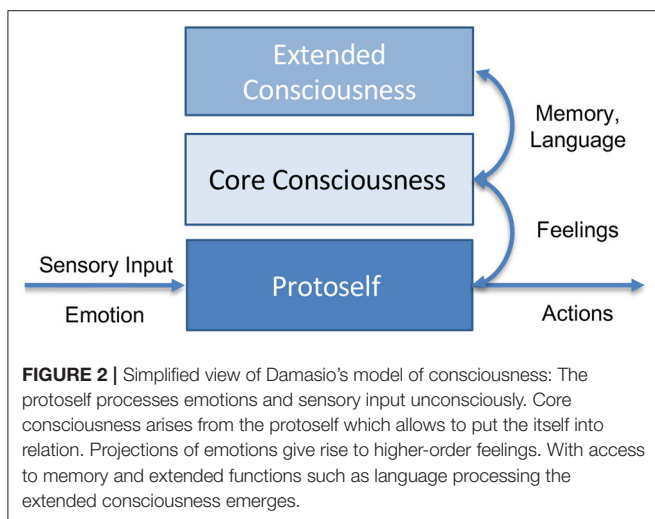 Extended
Consciousness
Memory,
Language
Core Consciousness
Feelings
Sensory Input
Protoself
Emotion
Actions
FIGURE 2 | Simplified view of Damasio's model of consciousness: The
protoself processes emotions and sensory input unconsciously. Core
consciousness arises from the protoself which allows to put the itself into
relation. Projections of emotions give rise to higher-order feelings. With access
to memory and extended functions such as language processing the
extended consciousness emerges.